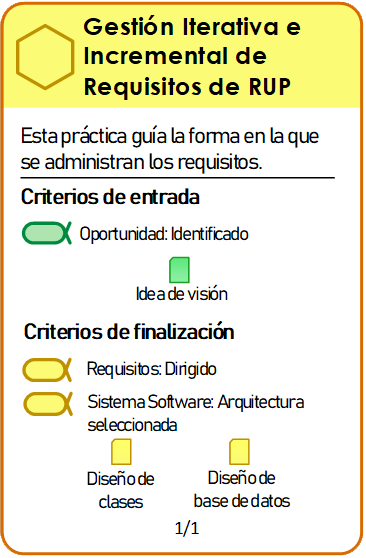 Gestión Iterativa e
Incremental de
Requisitos de RUP
Esta práctica guía la forma en la que
se administran los requisitos.
Criterios de entrada
Oportunidad: Identificado
Idea de visión
Criterios de finalización
Requisitos: Dirigido
Sistema Software: Arquitectura
seleccionada
Diseño de
clases
Diseño de
base de datos
1/1